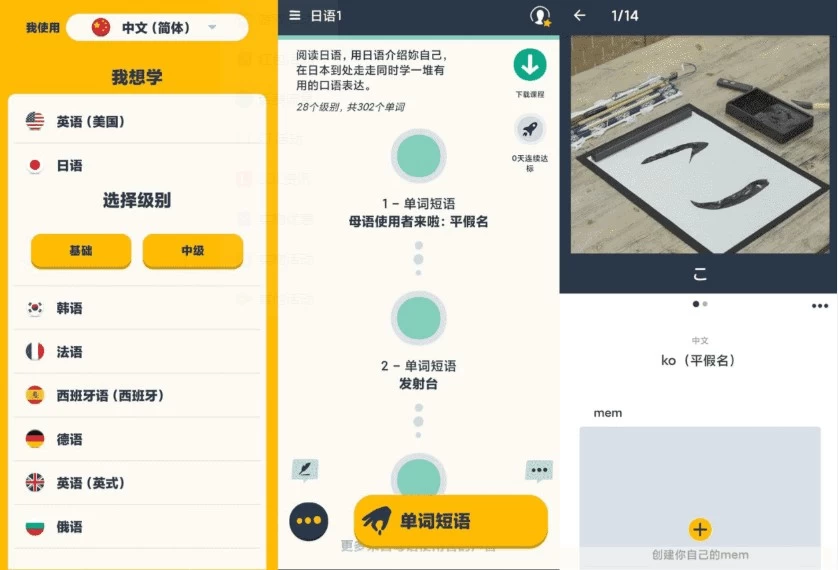 我使用
中文 (简体)
我想学
英语 (美国)
日语
选择级别
基础
中级
韩语
法语
西班牙语 (西班牙)
德语
英语 (英式)
俄语
日语1
阅读日语，用日语介绍妳自己，
在日本到处走走同时学一堆有
用的口语表达。
28个级别，共302个单词
下载课程
0天连续达
标
1 – 单词短语
母语使用者来啦：平假名
2 – 单词短语
发射台
单词短语
1/14
こ
こ
中文
ko（平假名）
mem
创建你自己的mem